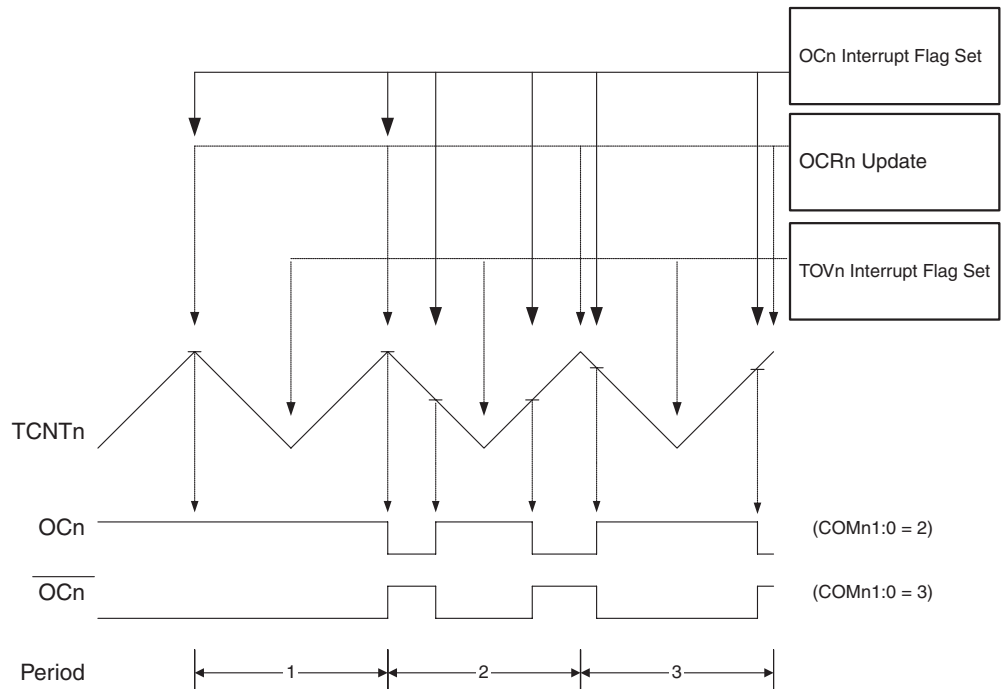 OCn Interrupt Flag Set
OCRn Update
TOVn Interrupt Flag Set
TCNTn
OCn
(COMn1:0 = 2)
OCn
(COMn1:0 = 3)
Period
1
2
3